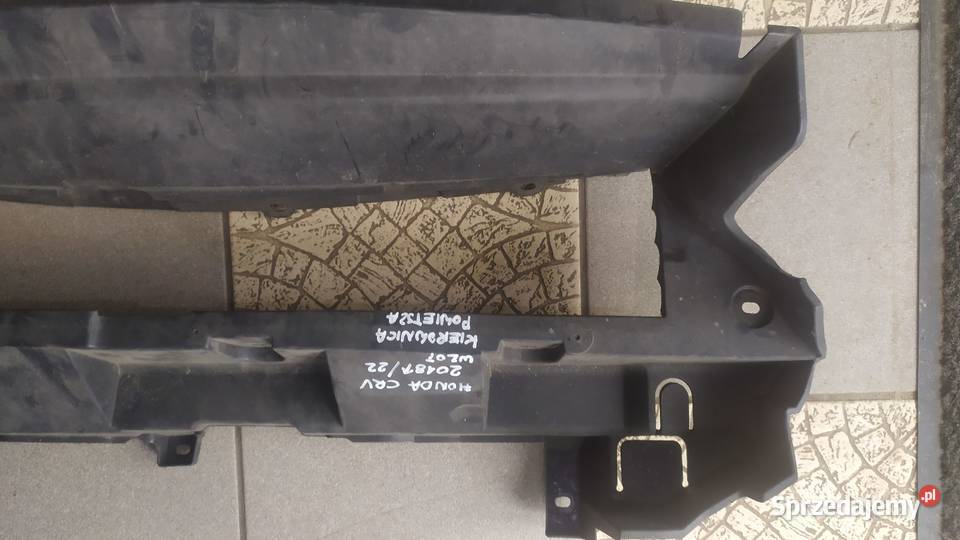 HONDA CRV
2018r/22
WLOT
KIEROWNICA
POWIETRZA
Sprzedajemy.pl